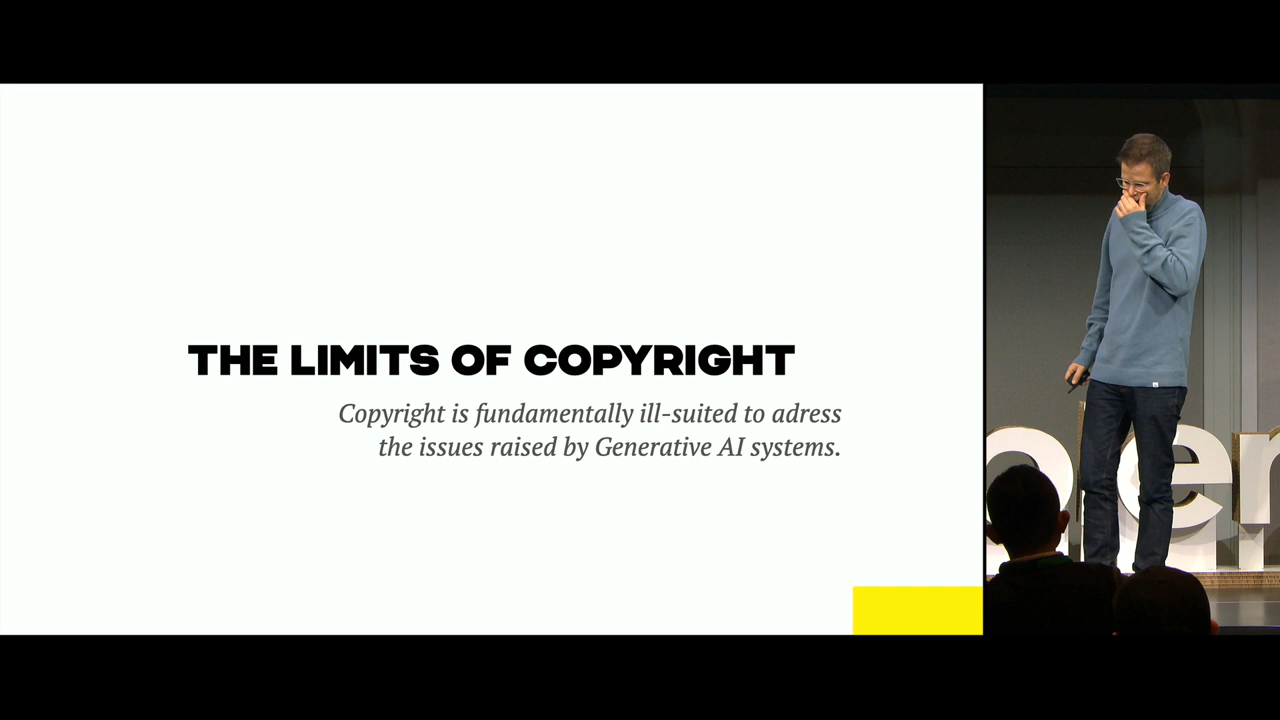 THE LIMITS OF COPYRIGHT
Copyright is fundamentally ill-suited to adress
the issues raised by Generative AI systems.